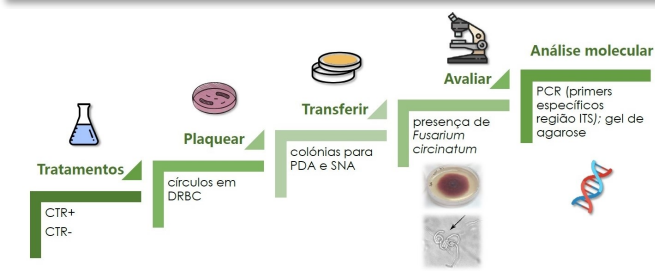 Tratamentos
CTR+
CTR-
Plaquear
círculos em
DRBC
Transferir
colónias para
PDA e SNA
Avaliar
presença de
Fusarium
circinatum
Análise molecular
PCR (primers
específicos
região ITS); gel de
agarose